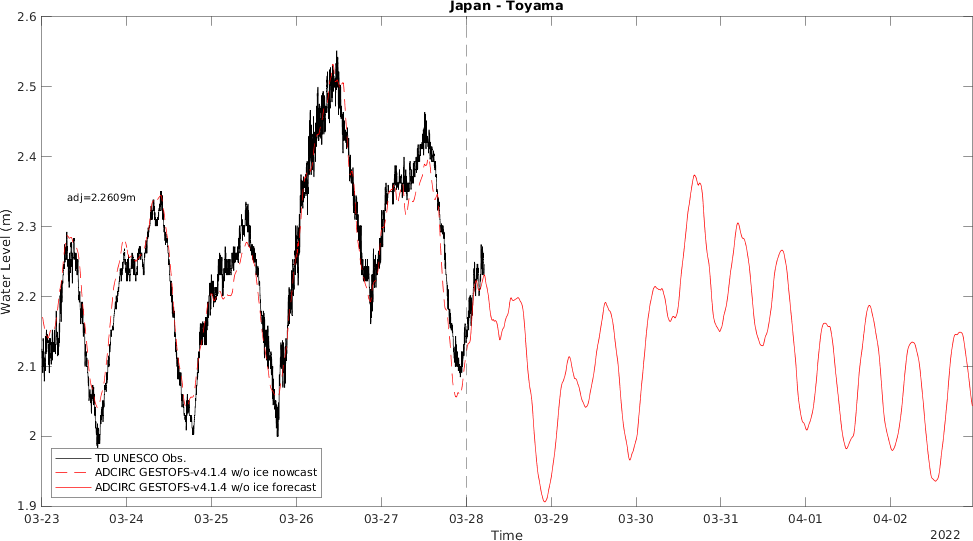 Japan - Toyama
2.6
2.5
2.4
2.3
2.2
2.1
2
1.9
Water Level (m)
adj=2.2609m
TD UNESCO Obs.
ADCIRC GESTOFS-v4.1.4 w/o ice nowcast
ADCIRC GESTOFS-v4.1.4 w/o ice forecast
03-23 03-24 03-25 03-26 03-27 03-28 03-29 03-30 03-31 04-01 04-02
Time
2022